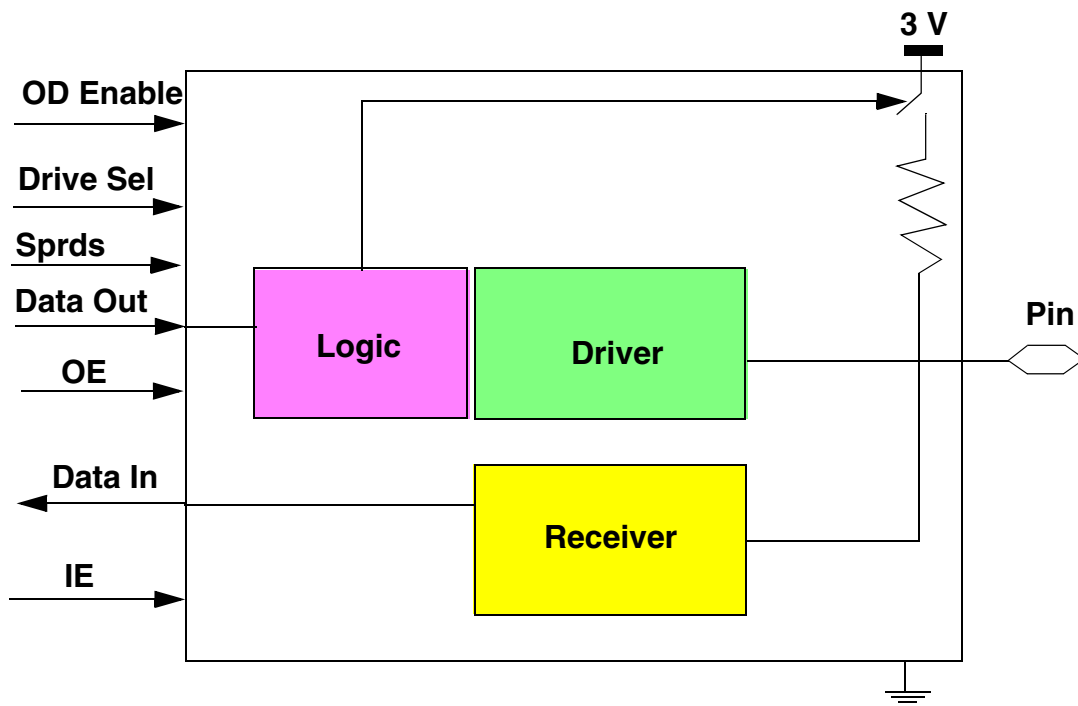 3 V
OD Enable
Drive Sel
Sprds
Data Out
OE
Logic
Driver
Pin
Data In
Receiver
IE